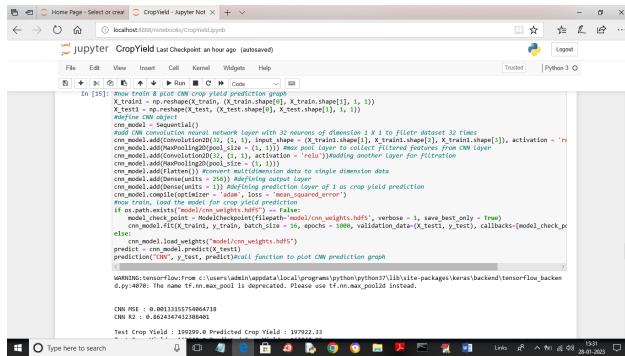 Home Page - Select or creat
CropYield - Jupyter Not
localhost:8888/notebooks/CropYield.ipynb
jupyter CropYield Last Checkpoint: an hour ago (autosaved)
Logout
File Edit View Insert Cell Kernel Widgets Help
Trusted
Python 3
Run
Code
In [15]: #now train & plot CNN crop yield prediction graph
X_train1 = np.reshape(X_train, (X_train.shape[0], X_train.shape[1], 1, 1))
X_test1 = np.reshape(X_test, (X_test.shape[0], X_test.shape[1], 1, 1))
#define CNN object
cnn_model = Sequential()
#add CNN convolution neural network layer with 32 neurons of dimension 1 X 1 to filetr dataset 32 times
cnn_model.add(Convolution2D(32, (1, 1), input_shape = (X_train1.shape[1], X_train1.shape[2], X_train1.shape[3]), activation = 're
cnn_model.add(MaxPooling2D(pool_size = (1, 1))) #max pool layer to collect filtered features from CNN layer
cnn_model.add(Convolution2D(32, (1, 1), activation = 'relu'))#adding another layer for filtration
cnn_model.add(MaxPooling2D(pool_size = (1, 1)))
cnn_model.add(Flatten()) #convert multidimension data to single dimension data
cnn_model.add(Dense(units = 256)) #defining output layer
cnn_model.add(Dense(units = 1)) #defining prediction layer of 1 as crop yield prediction
cnn_model.compile(optimizer = 'adam', loss = 'mean_squared_error')
#now train, load the model for crop yield prediction
if os.path.exists("model/cnn_weights.hdf5") == False:
model_check_point = ModelCheckpoint(filepath='model/cnn_weights.hdf5', verbose = 1, save_best_only = True)
cnn_model.fit(X_train1, y_train, batch_size = 16, epochs = 1000, validation_data=(X_test1, y_test), callbacks=[model_check_po
else:
cnn_model.load_weights("model/cnn_weights.hdf5")
predict = cnn_model.predict(X_test1)
prediction("CNN", y_test, predict)#call function to plot CNN prediction graph
WARNING:tensorflow:From c:\users\admin\appdata\local\programs\python\python37\lib\site-packages\keras\backend\tensorflow_backen
d.py:4070: The name tf.nn.max_pool is deprecated. Please use tf.nn.max_pool2d instead.
CNN MSE : 0.00133155754064718
CNN R2 : 0.8624347432308401
Test Crop Yield : 199299.0 Predicted Crop Yield : 197922.33
Type here to search
Links
15:31
28-01-2023